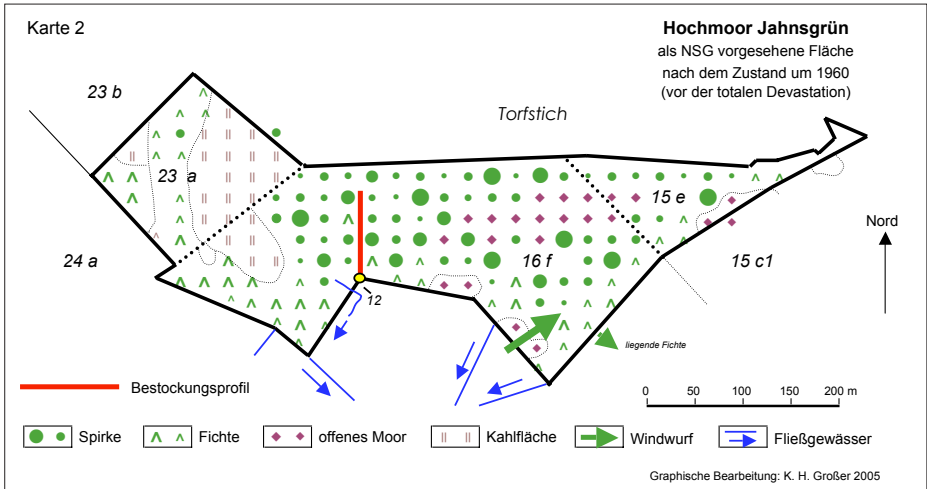 Karte 2
Hochmoor Jahnsgrün
als NSG vorgesehene Fläche
nach dem Zustand um 1960
(vor der totalen Devastation)
23 b
Torfstich
23 a
15 e
Nord
24 a
16 f
15 c1
12
liegende Fichte
Bestockungsprofil
0 50 100 150 200 m
Spirke Fichte offenes Moor Kahlfläche Windwurf Fließgewässer
Graphische Bearbeitung: K. H. Großer 2005